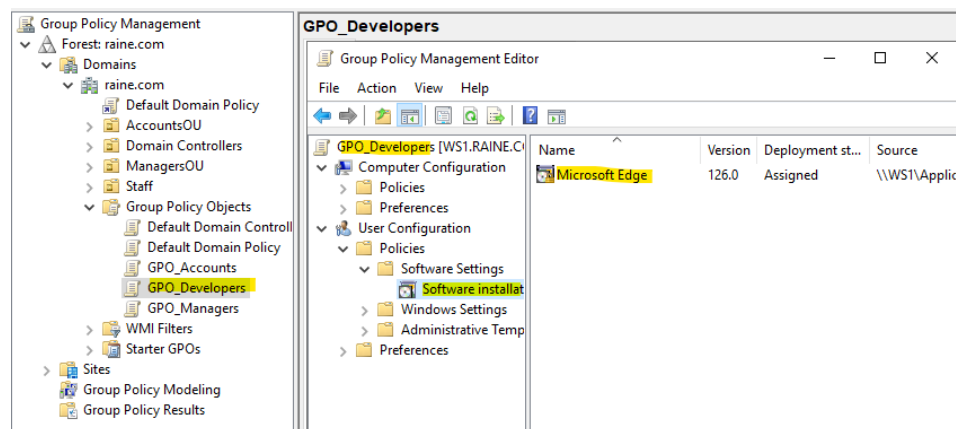 Group Policy Management
Forest: raine.com
Domains
raine.com
Default Domain Policy
AccountsOU
Domain Controllers
ManagersOU
Staff
Group Policy Objects
Default Domain Controll
Default Domain Policy
GPO_Accounts
GPO_Developers
GPO_Managers
WMI Filters
Starter GPOs
Sites
Group Policy Modeling
Group Policy Results
GPO_Developers
Group Policy Management Editor
File Action View Help
GPO_Developers [WS1.RAINE.C
Computer Configuration
Policies
Preferences
User Configuration
Policies
Software Settings
Software installat
Windows Settings
Administrative Temp
Preferences
Name Version Deployment st... Source
Microsoft Edge 126.0 Assigned \\WS1\Applic